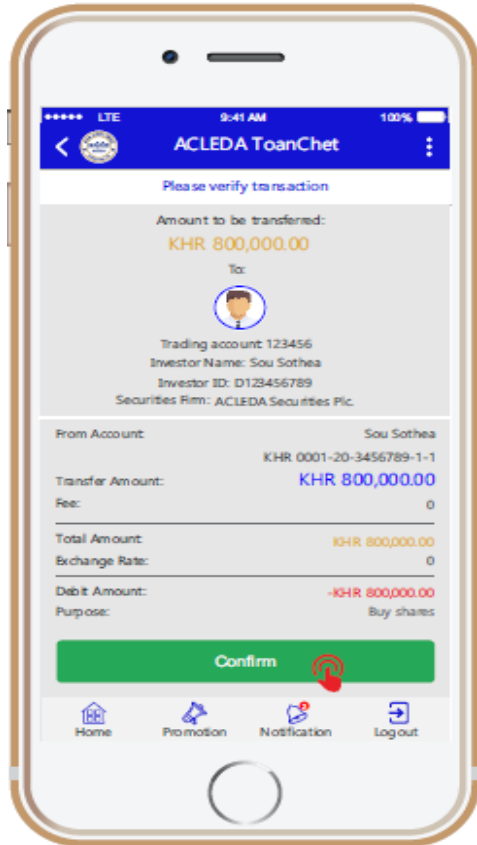 LTE 9:41 AM 100%
ACLEDA ToanChet
Please verify transaction
Amount to be transferred:
KHR 800,000.00
To:
Trading account: 123456
Investor Name: Sou Sothea
Investor ID: D123456789
Securities Firm: ACLEDA Securities Plc.
From Account: Sou Sothea
KHR 0001-20-3456789-1-1
Transfer Amount: KHR 800,000.00
Fee: 0
Total Amount: KHR 800,000.00
Exchange Rate: 0
Debit Amount: -KHR 800,000.00
Purpose: Buy shares
Confirm
Home Promotion Notification Logout